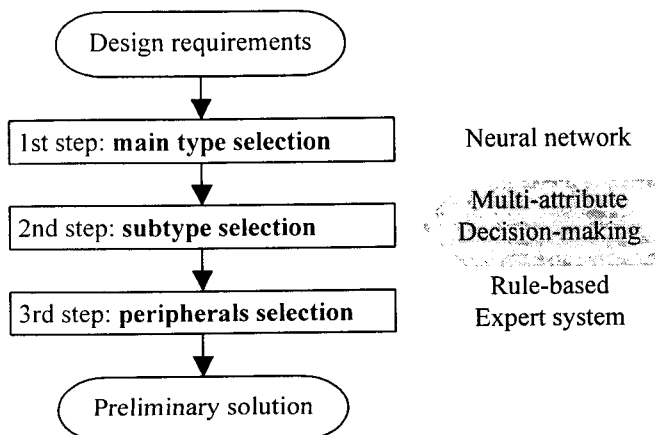 Design requirements
1st step: main type selection
Neural network
2nd step: subtype selection
Multi-attribute
Decision-making
3rd step: peripherals selection
Rule-based
Expert system
Preliminary solution